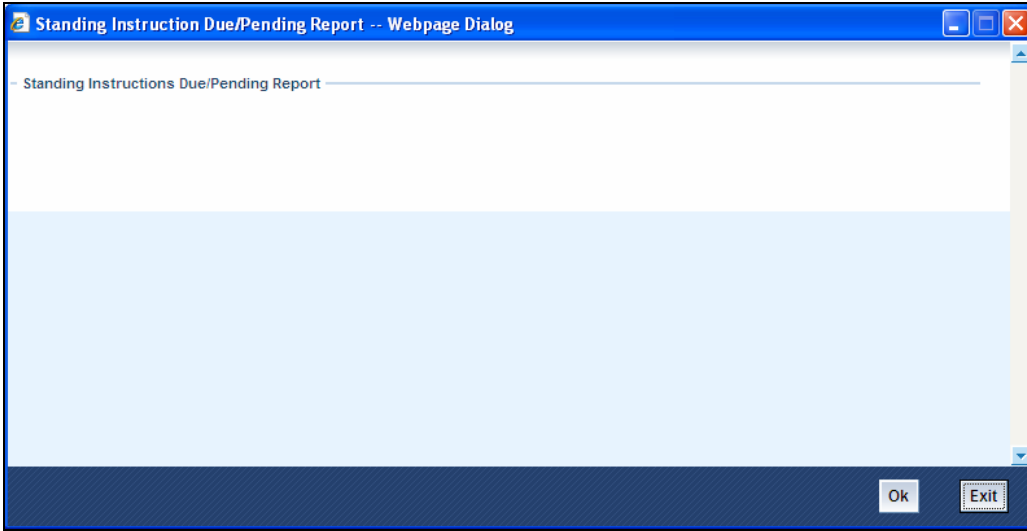 Standing Instruction Due/Pending Report -- Webpage Dialog
Standing Instructions Due/Pending Report
Ok
Exit